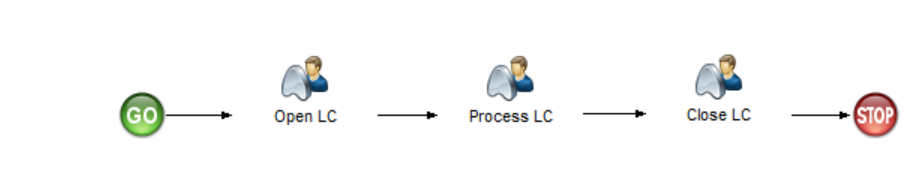 GO
Open LC
Process LC
Close LC
STOP